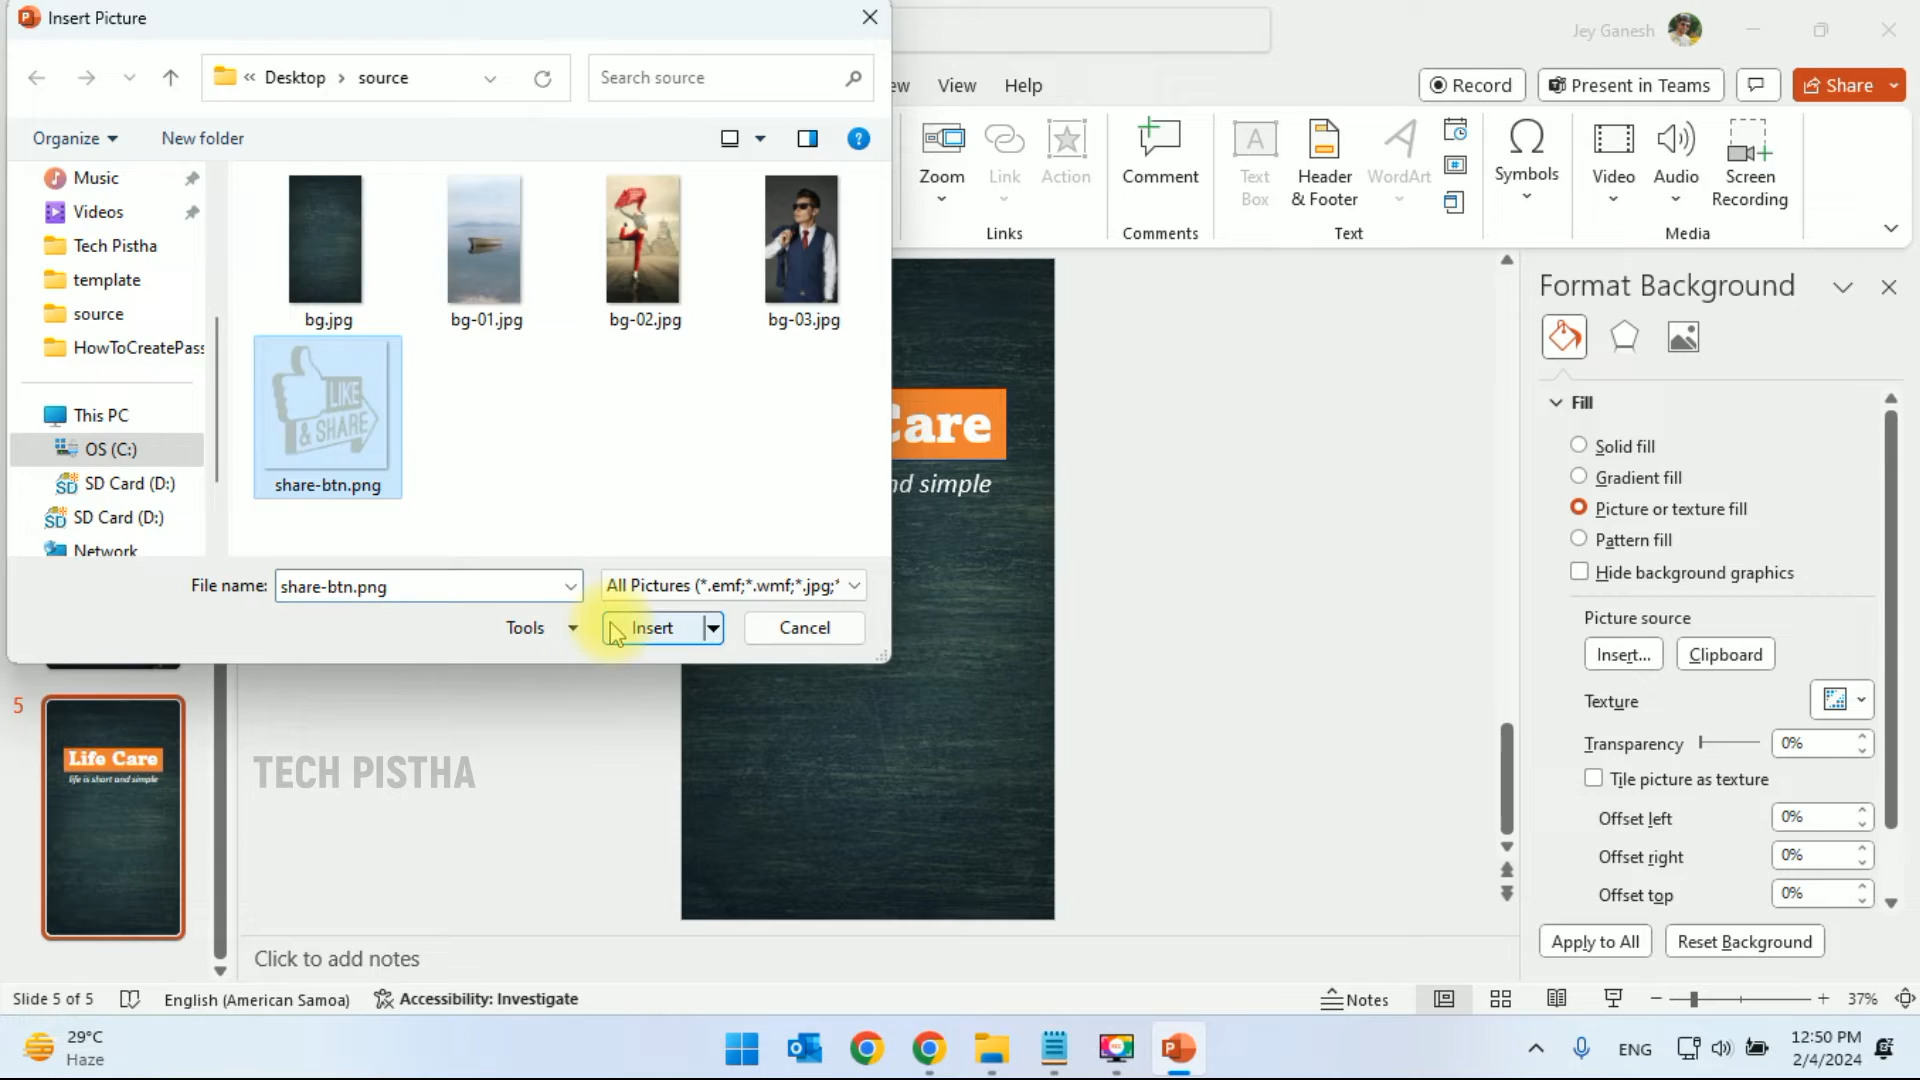 Insert Picture
Jey Ganesh
« Desktop › source
Search source
ew View Help
Record
Present in Teams
Share
Organize
New folder
Music
Videos
Tech Pistha
template
source
HowToCreatePass
This PC
OS (C:)
SD Card (D:)
SD Card (D:)
Network
bg.jpg
bg-01.jpg
bg-02.jpg
bg-03.jpg
LIKE
& SHARE
share-btn.png
File name: share-btn.png
All Pictures (*.emf;*.wmf;*.jpg;*
Tools
Insert
Cancel
Zoom
Link
Action
Links
Comment
Comments
Text
Box
Header
& Footer
WordArt
Text
Symbols
Video
Audio
Screen
Recording
Media
Care
nd simple
5
Life Care
life is short and simple
TECH PISTHA
Click to add notes
Format Background
Fill
Solid fill
Gradient fill
Picture or texture fill
Pattern fill
Hide background graphics
Picture source
Insert...
Clipboard
Texture
Transparency
0%
Tile picture as texture
Offset left
0%
Offset right
0%
Offset top
0%
Apply to All
Reset Background
Slide 5 of 5
English (American Samoa)
Accessibility: Investigate
Notes
37%
29°C
Haze
ENG
12:50 PM
2/4/2024